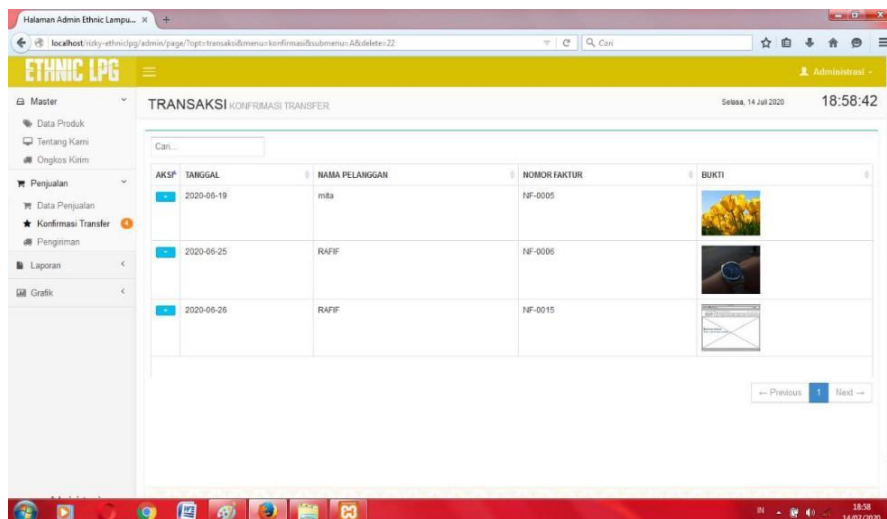 Halaman Admin Ethnic Lampu... ×
+
localhost/rizky-ethniclpg/admin/page/?opt=transaksi&menu=konfirmasi&submenu=A&delete=22
Cari
ETHNIC LPG
Administrasi
Master
Data Produk
Tentang Kami
Ongkos Kirim
Penjualan
Data Penjualan
Konfirmasi Transfer 4
Pengiriman
Laporan
Grafik
TRANSAKSI KONFRIMASI TRANSFER
Selasa, 14 Juli 2020 18:58:42
Cari...
AKSI TANGGAL NAMA PELANGGAN NOMOR FAKTUR BUKTI
2020-06-19 mita NF-0005
2020-06-25 RAFIF NF-0006
2020-06-26 RAFIF NF-0015
← Previous 1 Next →
IN 18:58
14/07/2020